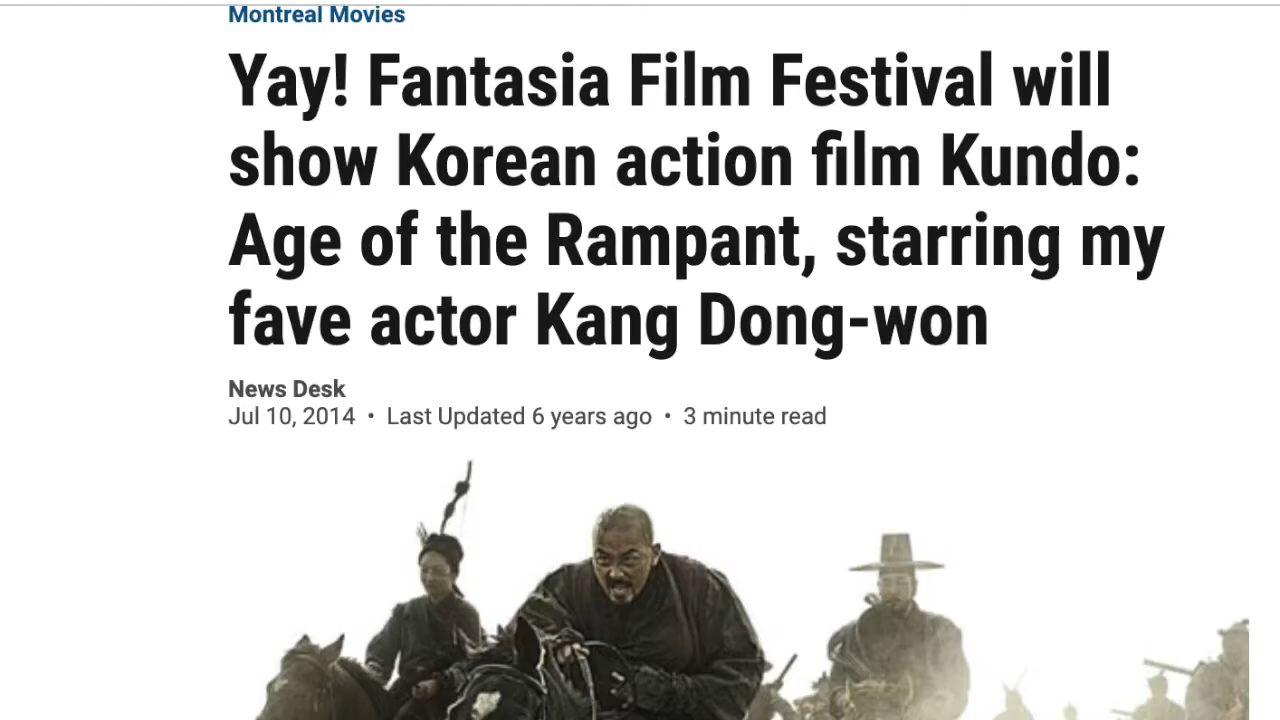 Montreal Movies
Yay! Fantasia Film Festival will
show Korean action film Kundo:
Age of the Rampant, starring my
fave actor Kang Dong-won
News Desk
Jul 10, 2014 • Last Updated 6 years ago • 3 minute read